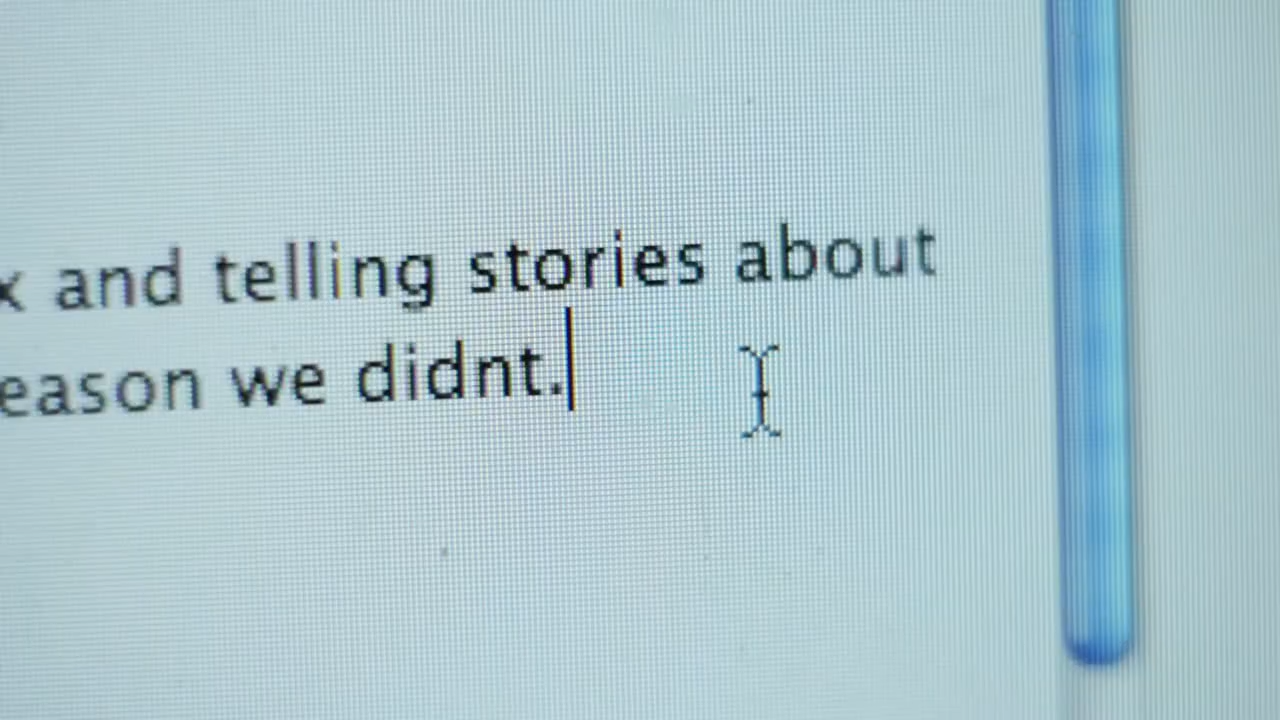 x and telling stories about
eason we didnt.